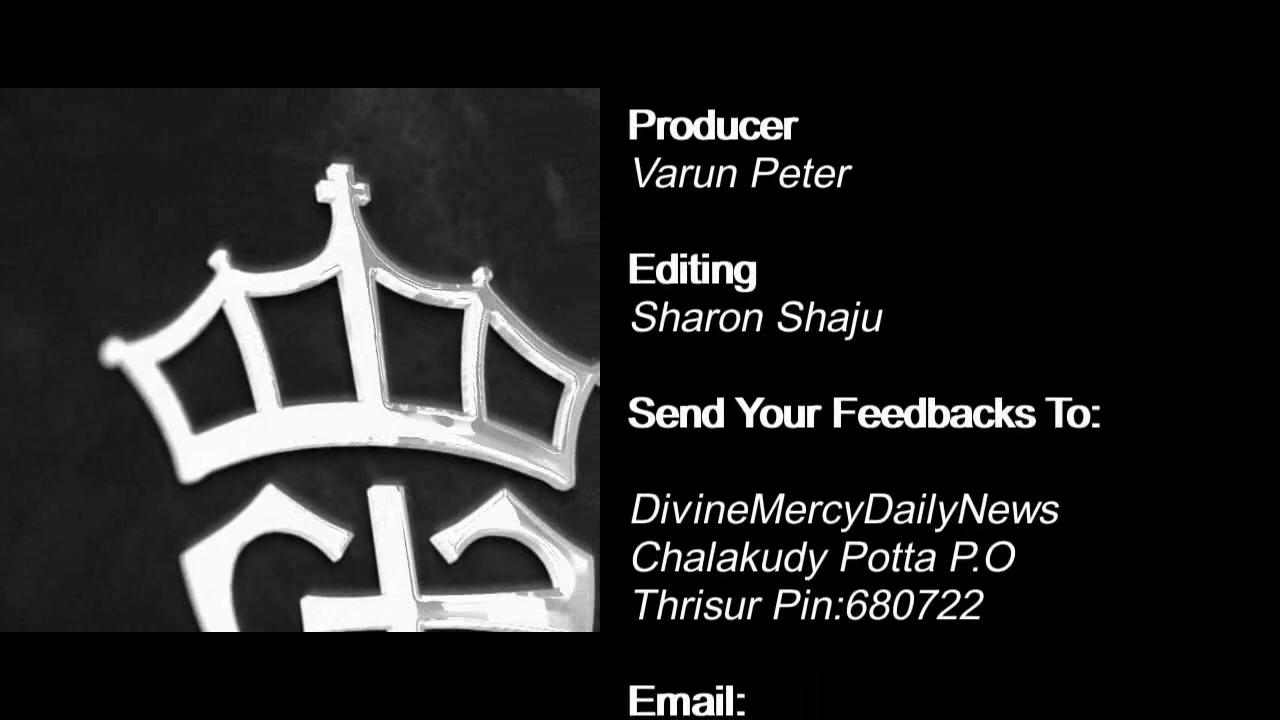 Producer
Varun Peter
Editing
Sharon Shaju
Send Your Feedbacks To:
DivineMercyDailyNews
Chalakudy Potta P.O
Thrisur Pin:680722
Email: